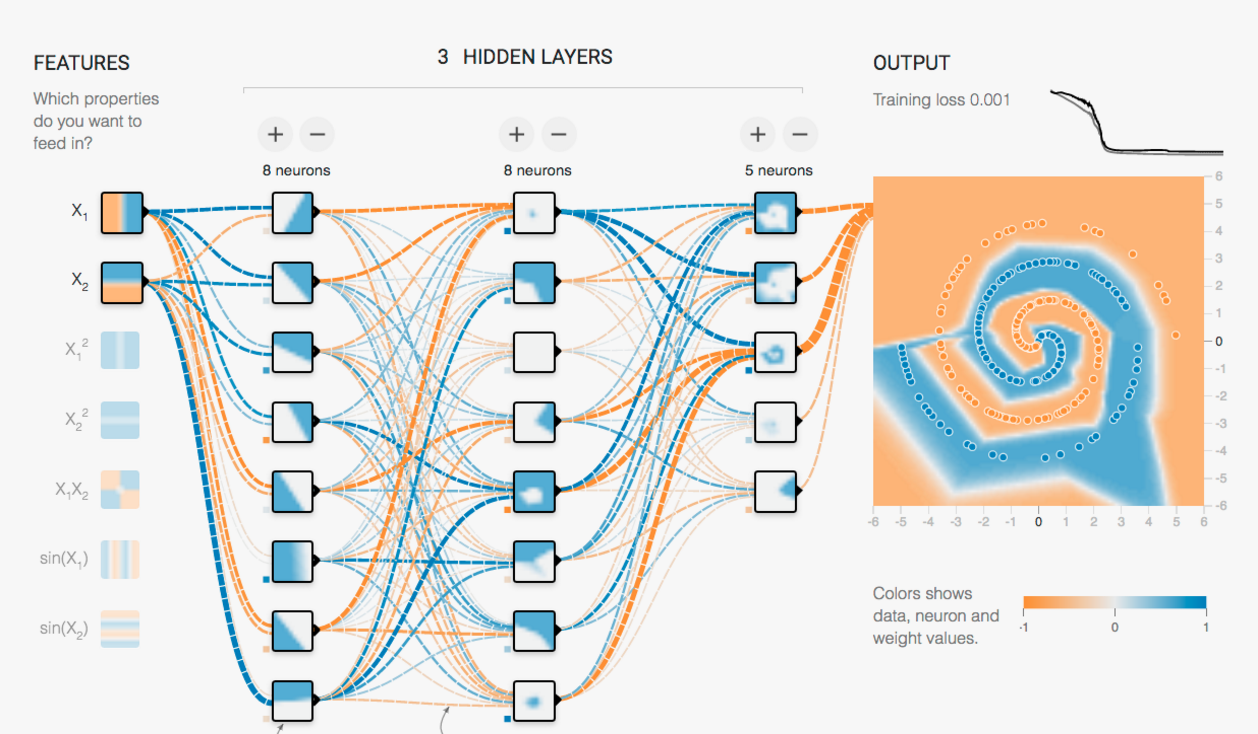 FEATURES
Which properties
do you want to
feed in?
3 HIDDEN LAYERS
OUTPUT
Training loss 0.001
+ −
+ −
+ −
8 neurons
8 neurons
5 neurons
X₁
X₂
X₁²
X₂²
X₁X₂
sin(X₁)
sin(X₂)
6
5
4
3
2
1
0
-1
-2
-3
-4
-5
-6
-6 -5 -4 -3 -2 -1 0 1 2 3 4 5 6
Colors shows
data, neuron and
weight values.
-1 0 1